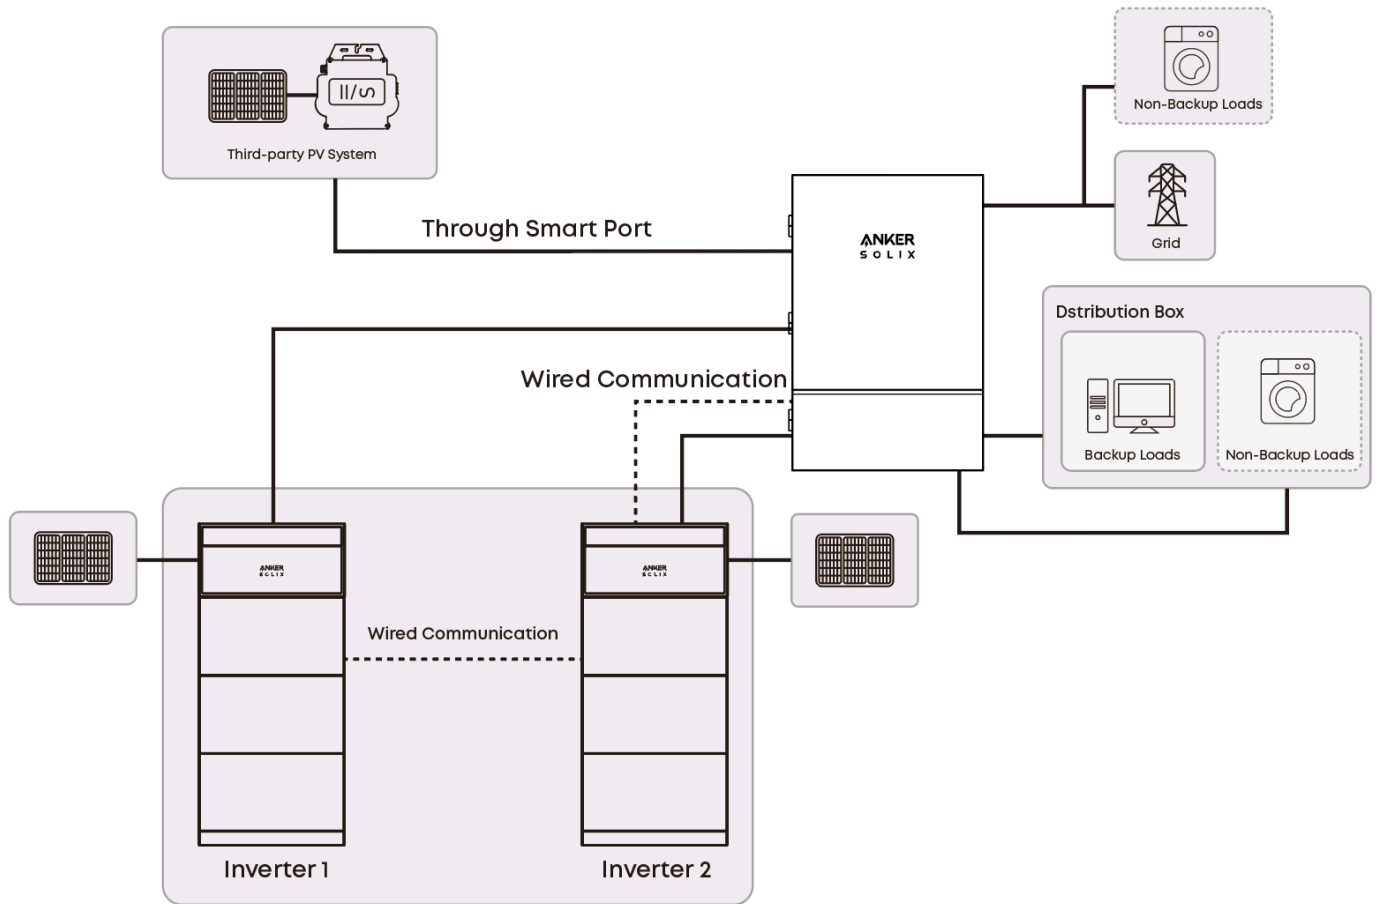 Non-Backup Loads
Third-party PV System
Through Smart Port
ANKER
SOLIX
Grid
Dstribution Box
Wired Communication
Backup Loads
Non-Backup Loads
ANKER
SOLIX
ANKER
SOLIX
Wired Communication
Inverter 1
Inverter 2